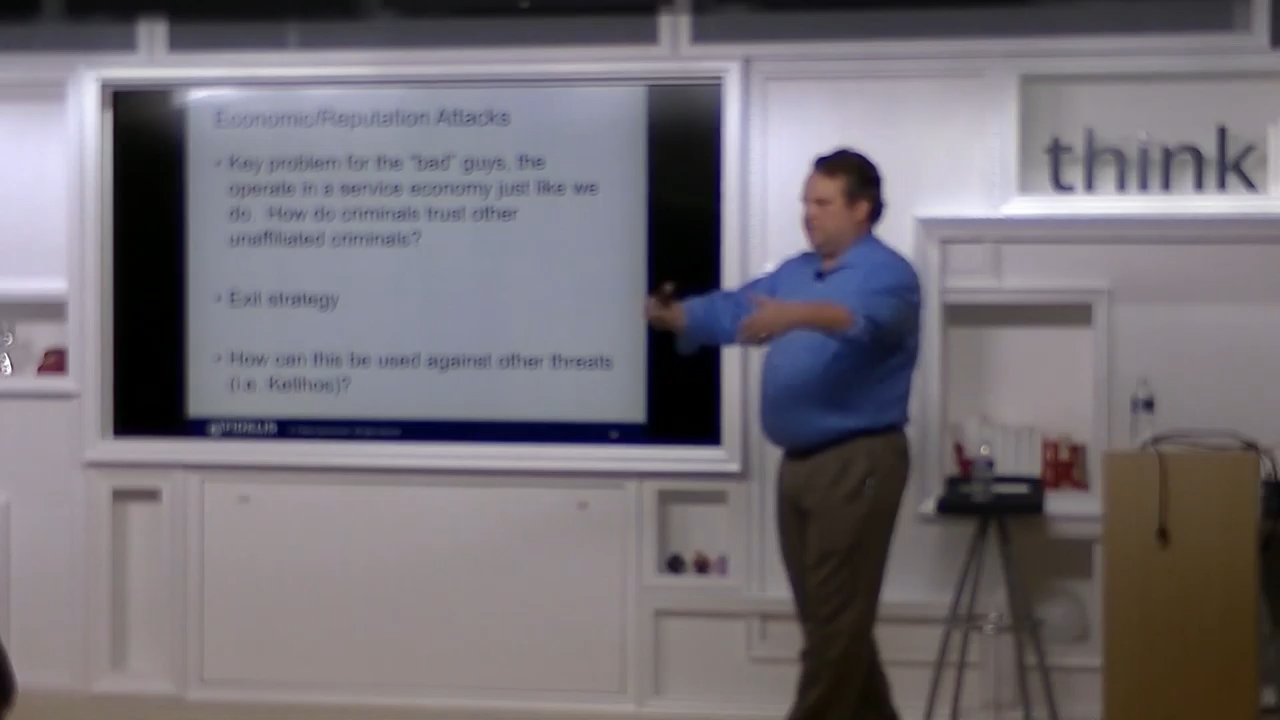 Economic/Reputation Attacks
• Key problem for the "bad" guys, the
operate in a service economy just like we
do. How do criminals trust other
unaffiliated criminals?
• Exit strategy
• How can this be used against other threats
(i.e. Kelihos)?
think